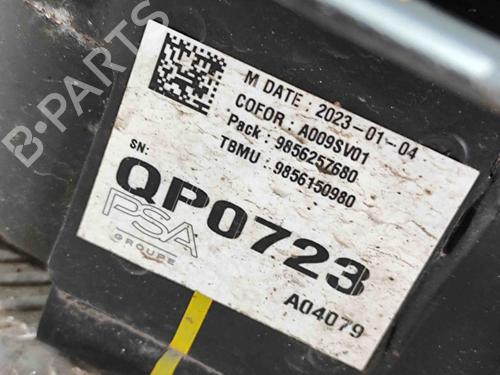 B-PARTS
M DATE : 2023-01-04
COFOR : A009SV01
Pack : 9856257680
TBMU : 9856150980
SN:
QP0723
PSA
GROUPE
A04079